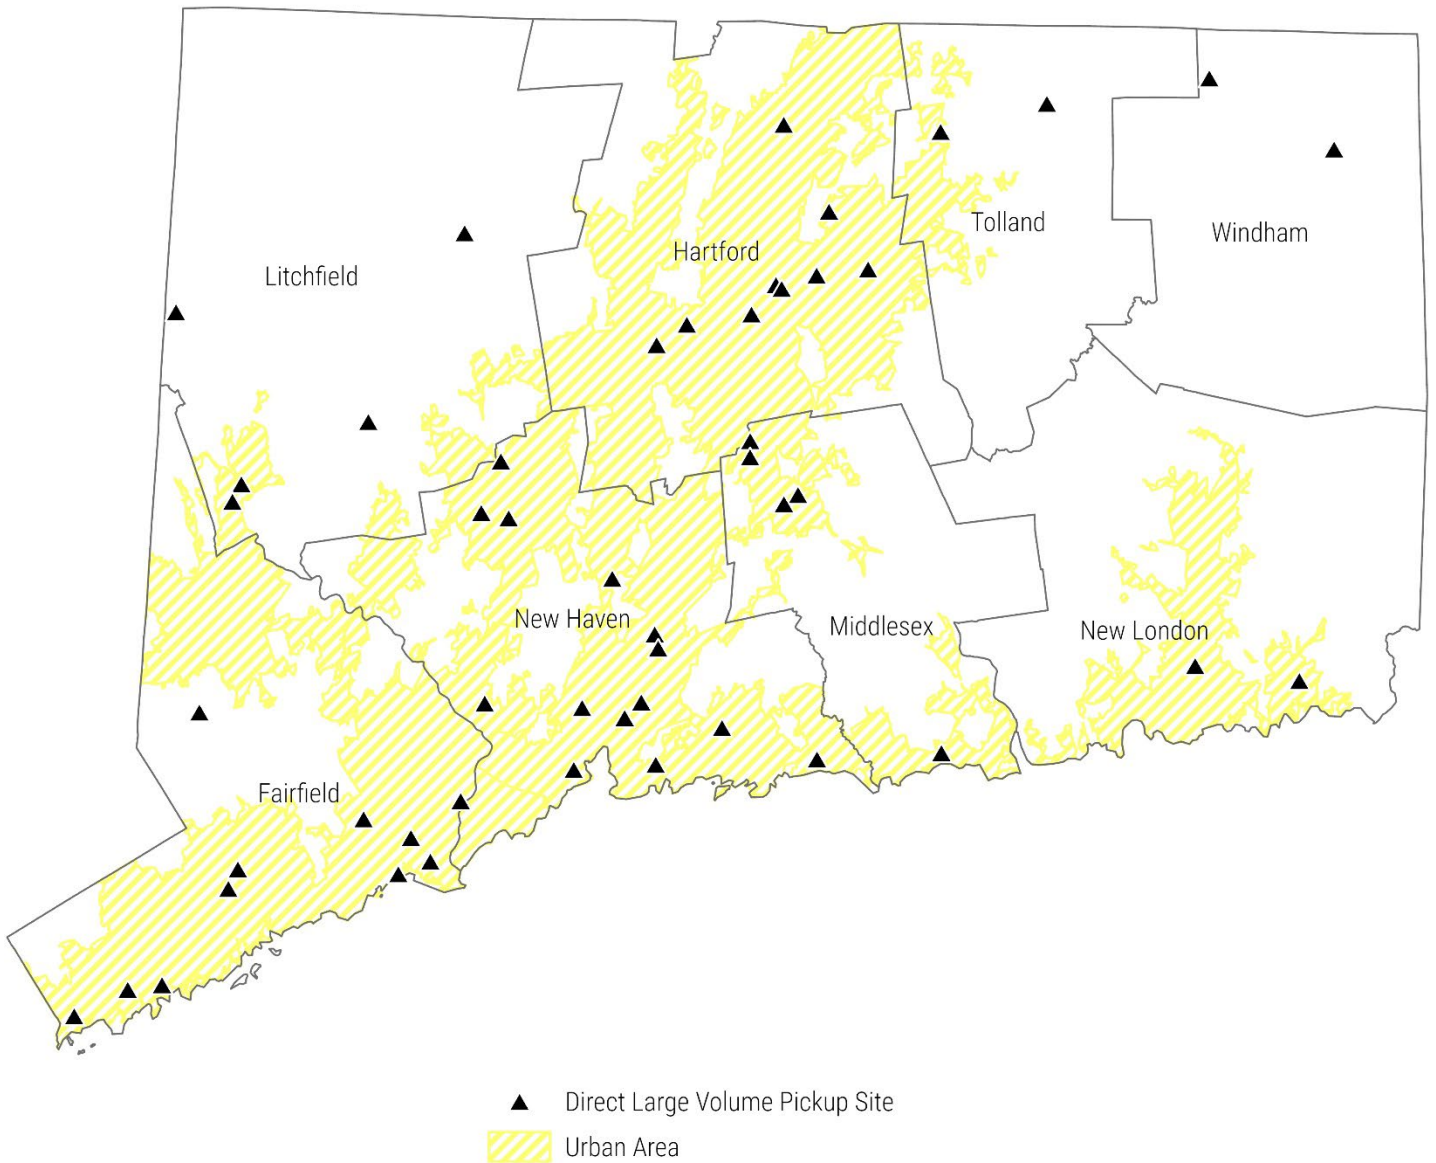 Tolland
Windham
Hartford
Litchfield
New Haven
Middlesex
New London
Fairfield
Direct Large Volume Pickup Site
Urban Area